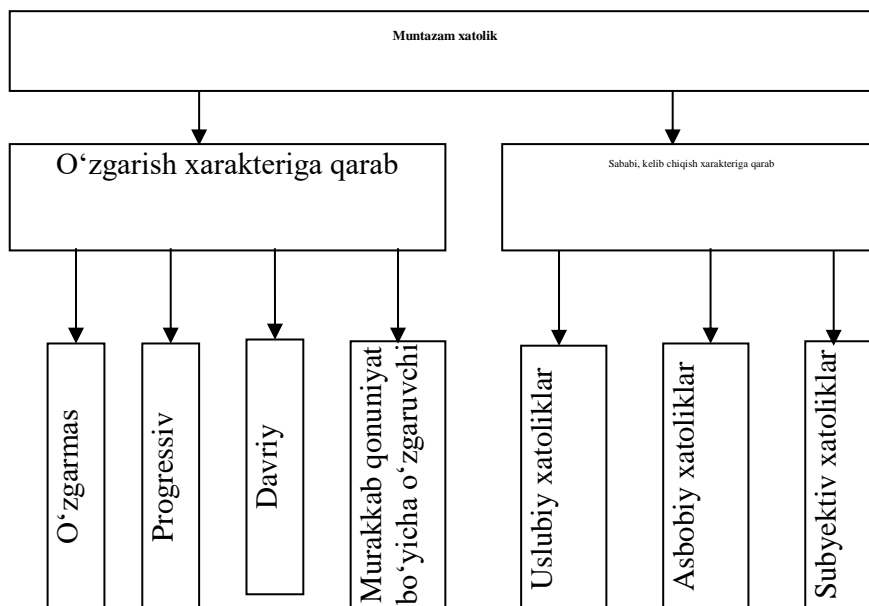 Muntazam xatolik
O‘zgarish xarakteriga qarab
Sababi, kelib chiqish xarakteriga qarab
O‘zgarmas
Progressiv
Davriy
Murakkab qonuniyat
bo‘yicha o‘zgaruvchi
Uslubiy xatoliklar
Asbobiy xatoliklar
Subyektiv xatoliklar